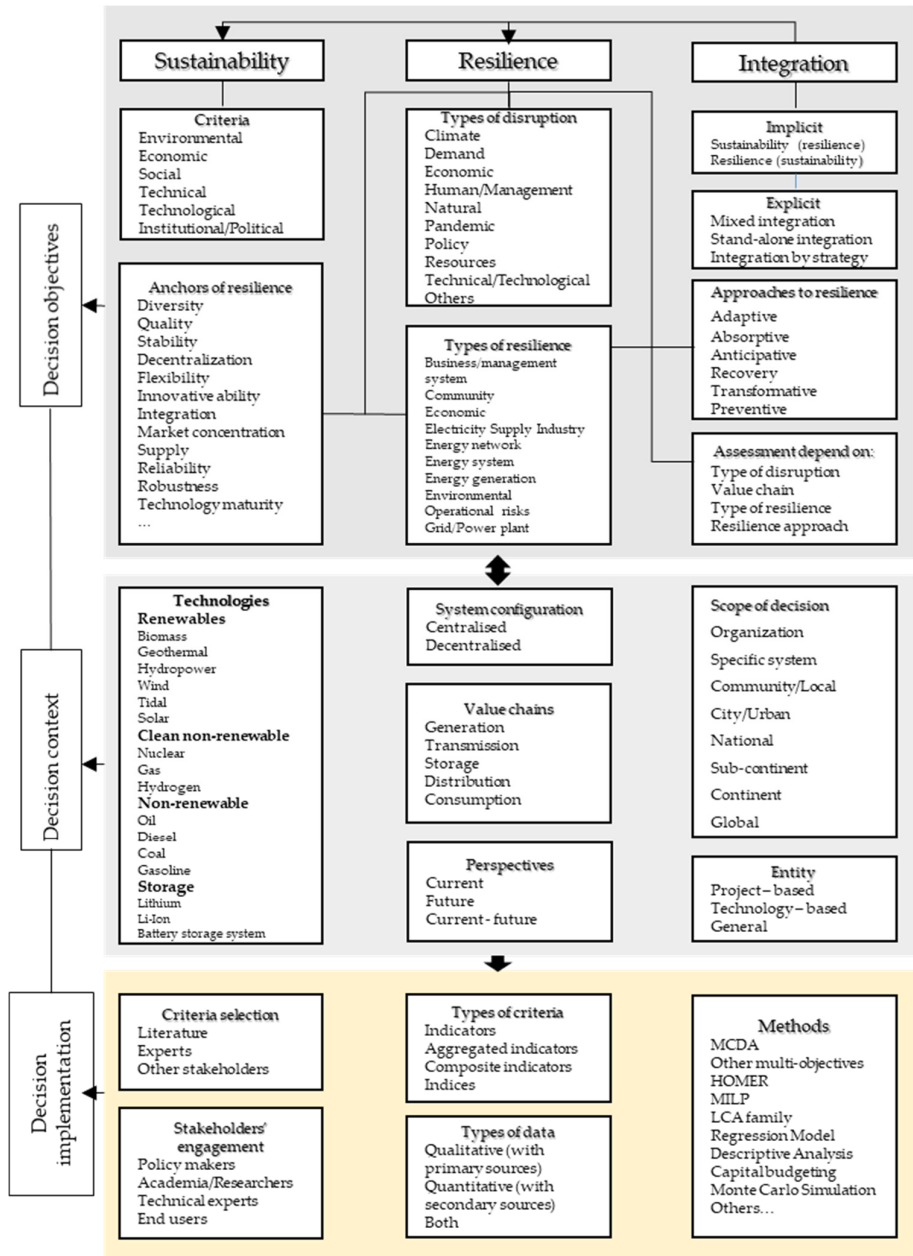 Sustainability
Resilience
Integration
Criteria
Environmental
Economic
Social
Technical
Technological
Institutional/Political
Types of disruption
Climate
Demand
Economic
Human/Management
Natural
Pandemic
Policy
Resources
Technical/Technological
Others
Implicit
Sustainability (resilience)
Resilience (sustainability)
Explicit
Mixed integration
Stand-alone integration
Integration by strategy
Decision objectives
Anchors of resilience
Diversity
Quality
Stability
Decentralization
Flexibility
Innovative ability
Integration
Market concentration
Supply
Reliability
Robustness
Technology maturity
...
Types of resilience
Business/management
system
Community
Economic
Electricity Supply Industry
Energy network
Energy system
Energy generation
Environmental
Operational risks
Grid/Power plant
Approaches to resilience
Adaptive
Absorptive
Anticipative
Recovery
Transformative
Preventive
Assessment depend on:
Type of disruption
Value chain
Type of resilience
Resilience approach
Decision context
Technologies
Renewables
Biomass
Geothermal
Hydropower
Wind
Tidal
Solar
Clean non-renewable
Nuclear
Gas
Hydrogen
Non-renewable
Oil
Diesel
Coal
Gasoline
Storage
Lithium
Li-Ion
Battery storage system
System configuration
Centralised
Decentralised
Value chains
Generation
Transmission
Storage
Distribution
Consumption
Perspectives
Current
Future
Current- future
Scope of decision
Organization
Specific system
Community/Local
City/Urban
National
Sub-continent
Continent
Global
Entity
Project– based
Technology– based
General
Decision
implementation
Criteria selection
Literature
Experts
Other stakeholders
Stakeholders'
engagement
Policy makers
Academia/Researchers
Technical experts
End users
Types of criteria
Indicators
Aggregated indicators
Composite indicators
Indices
Types of data
Qualitative (with
primary sources)
Quantitative (with
secondary sources)
Both
Methods
MCDA
Other multi-objectives
HOMER
MILP
LCA family
Regression Model
Descriptive Analysis
Capital budgeting
Monte Carlo Simulation
Others...